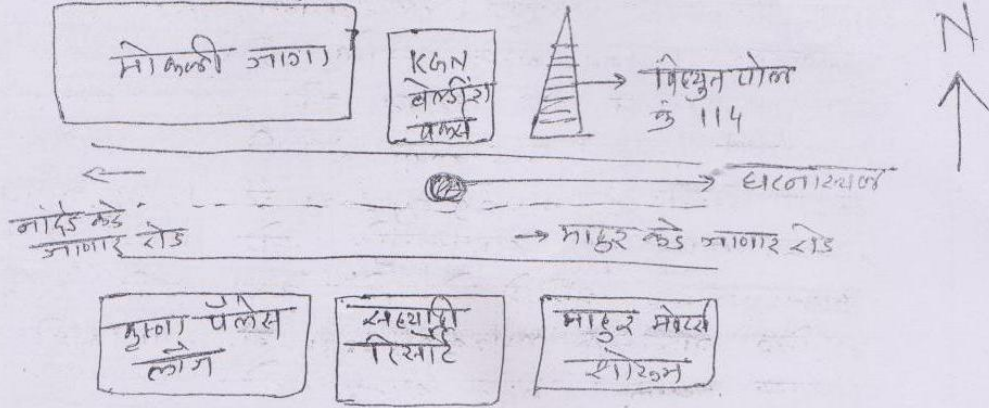 मोकळी जागा
KGN
वेल्डींग
वर्क्स
विद्युत पोल
क्रं 114
N
घटनास्थळ
नांदेड कडे
जाणार रोड
माहुर कडे जाणार रोड
कृष्णा पॅलेस
लॉज
सह्याद्री
रिसोर्ट
माहुर मोटर्स
शोरूम